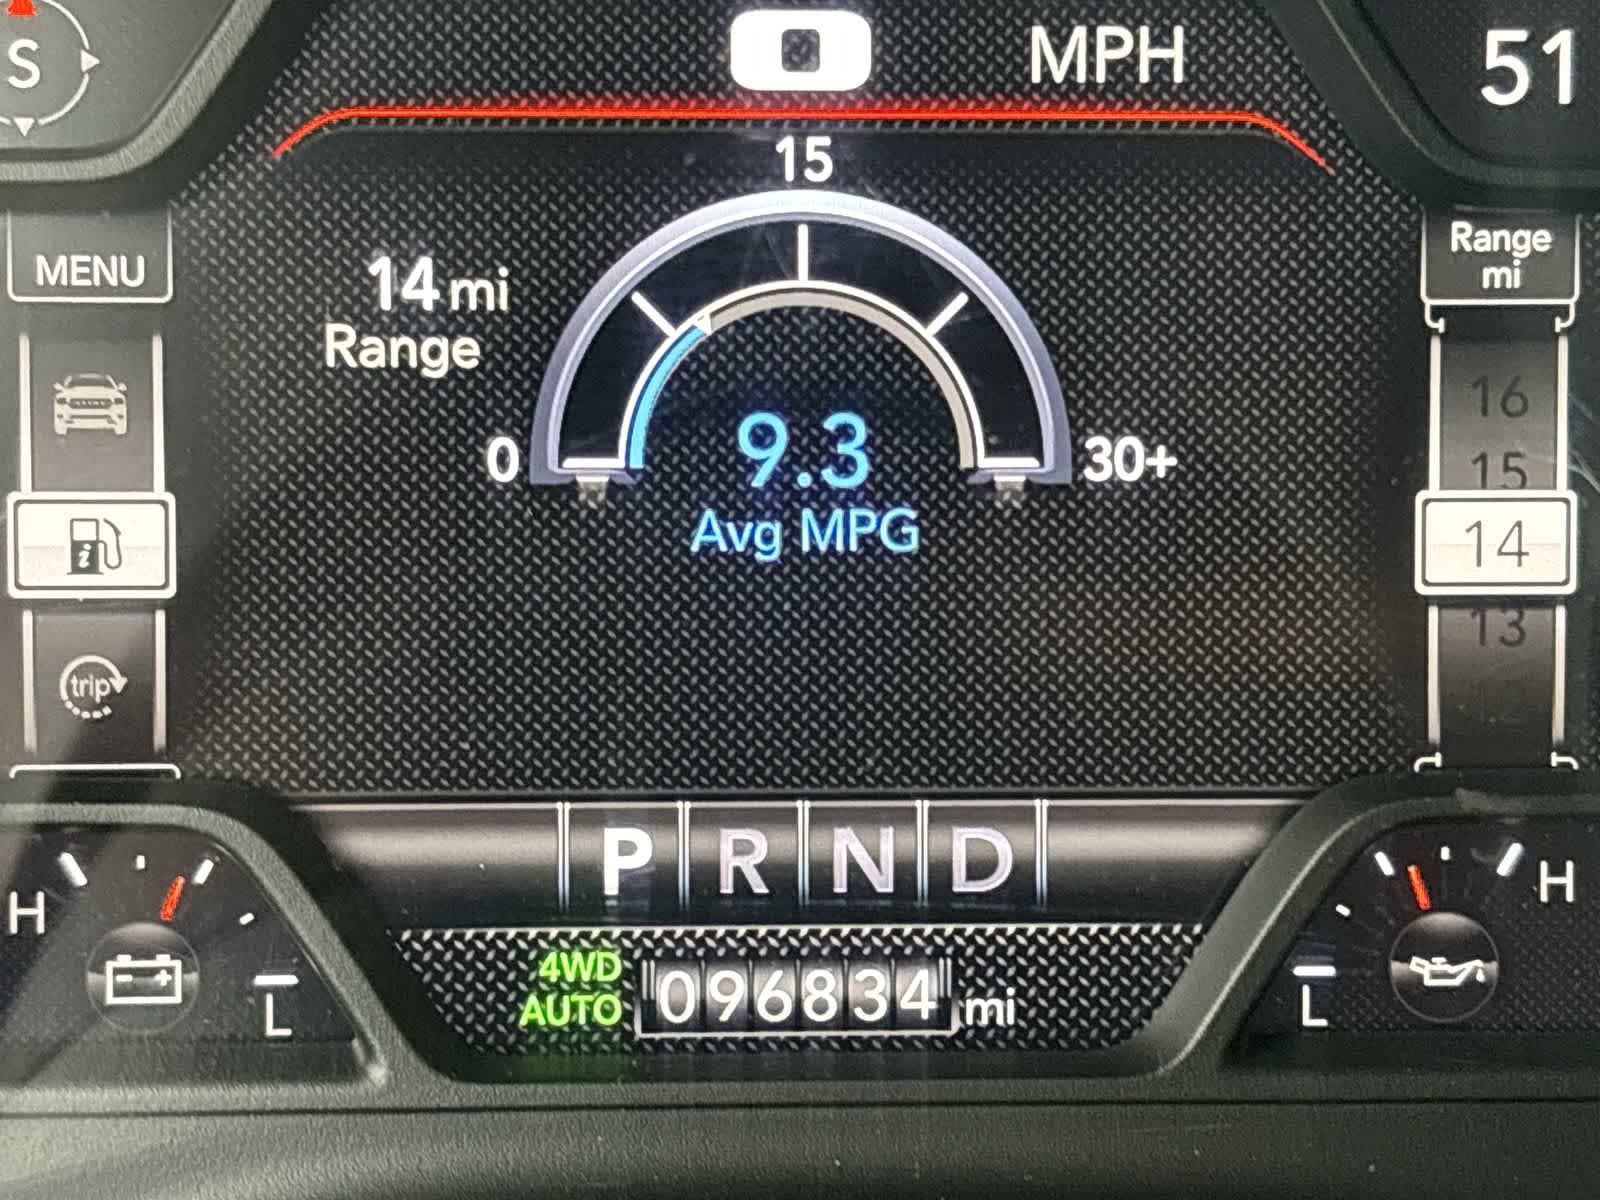 S
0 MPH
51
15
MENU
14 mi
Range
Range
mi
0
30+
9.3
Avg MPG
16
15
14
13
12
i
trip
P R N D
H
L
4WD
AUTO
096834 mi
H
L